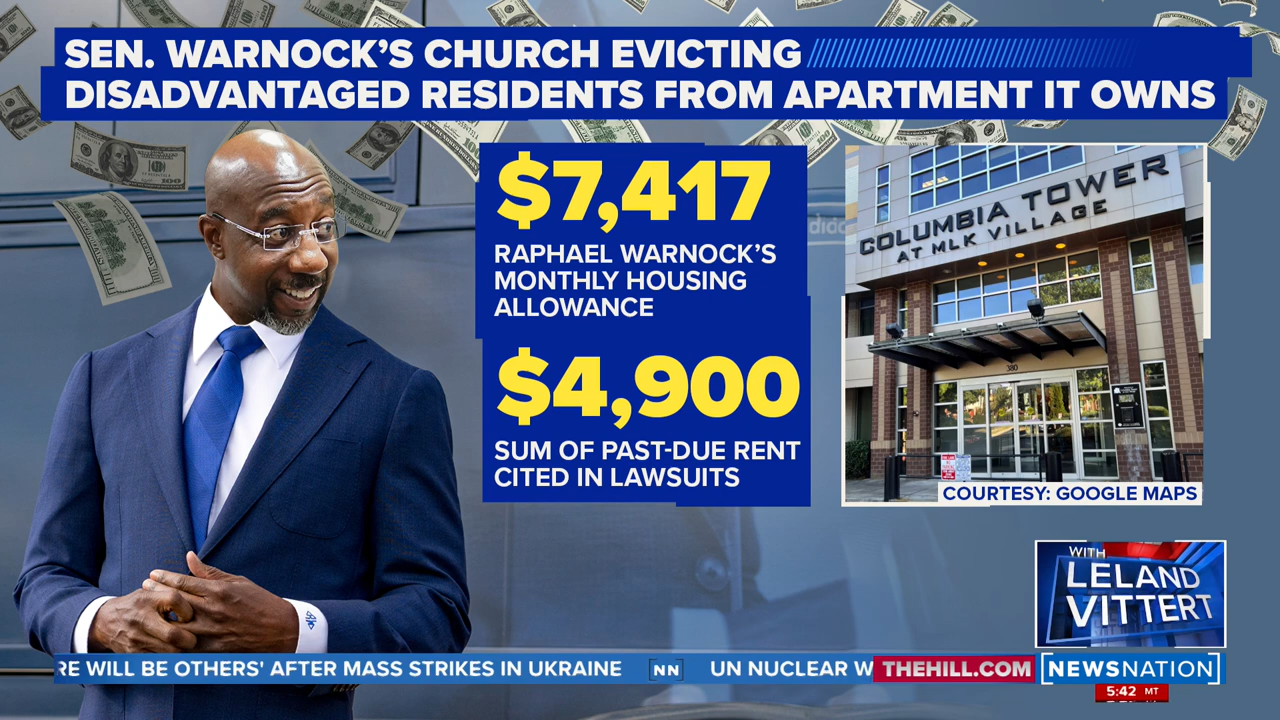 SEN. WARNOCK'S CHURCH EVICTING
DISADVANTAGED RESIDENTS FROM APARTMENT IT OWNS
$7,417
RAPHAEL WARNOCK'S
MONTHLY HOUSING
ALLOWANCE
$4,900
SUM OF PAST-DUE RENT
CITED IN LAWSUITS
COLUMBIA TOWER
AT MLK VILLAGE
380
COURTESY: GOOGLE MAPS
WITH
LELAND
VITTERT
RE WILL BE OTHERS' AFTER MASS STRIKES IN UKRAINE NN UN NUCLEAR W THEHILL.COM NEWSNATION
5:42 MT